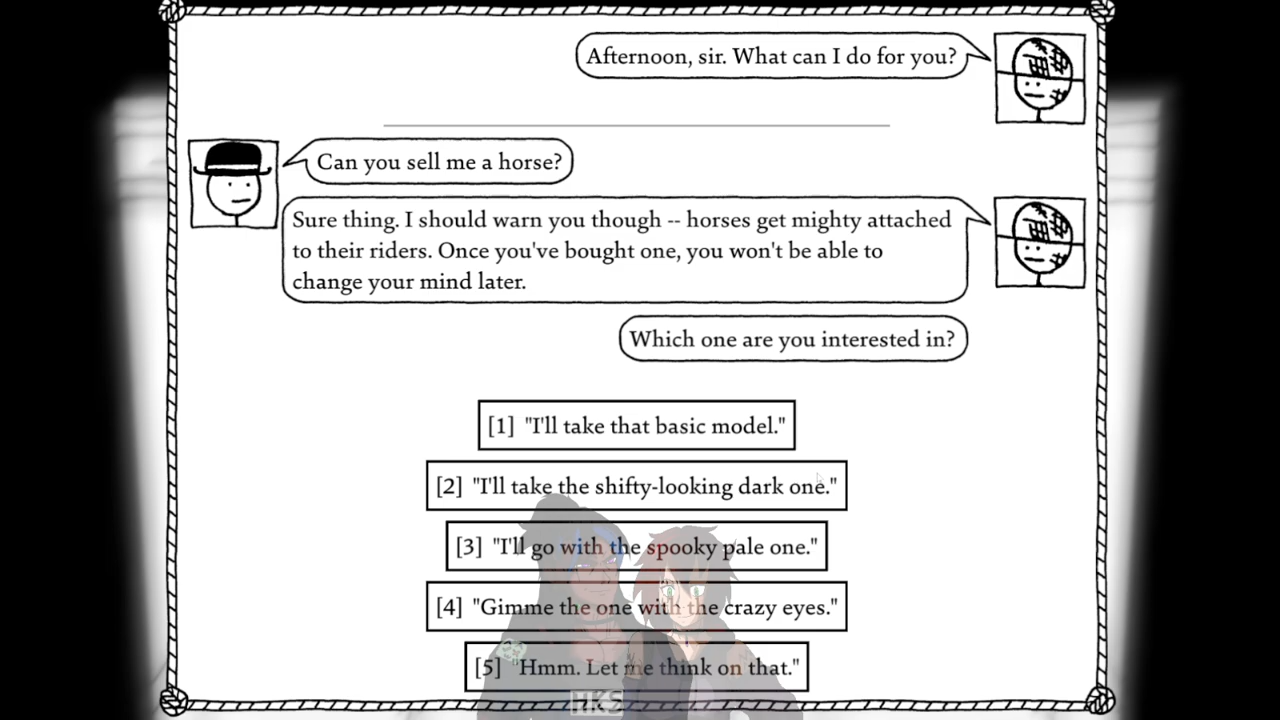 Afternoon, sir. What can I do for you?
Can you sell me a horse?
Sure thing. I should warn you though -- horses get mighty attached
to their riders. Once you've bought one, you won't be able to
change your mind later.
Which one are you interested in?
[1] "I'll take that basic model."
[2] "I'll take the shifty-looking dark one."
[3] "I'll go with the spooky pale one."
[4] "Gimme the one with the crazy eyes."
[5] "Hmm. Let me think on that."
HKS